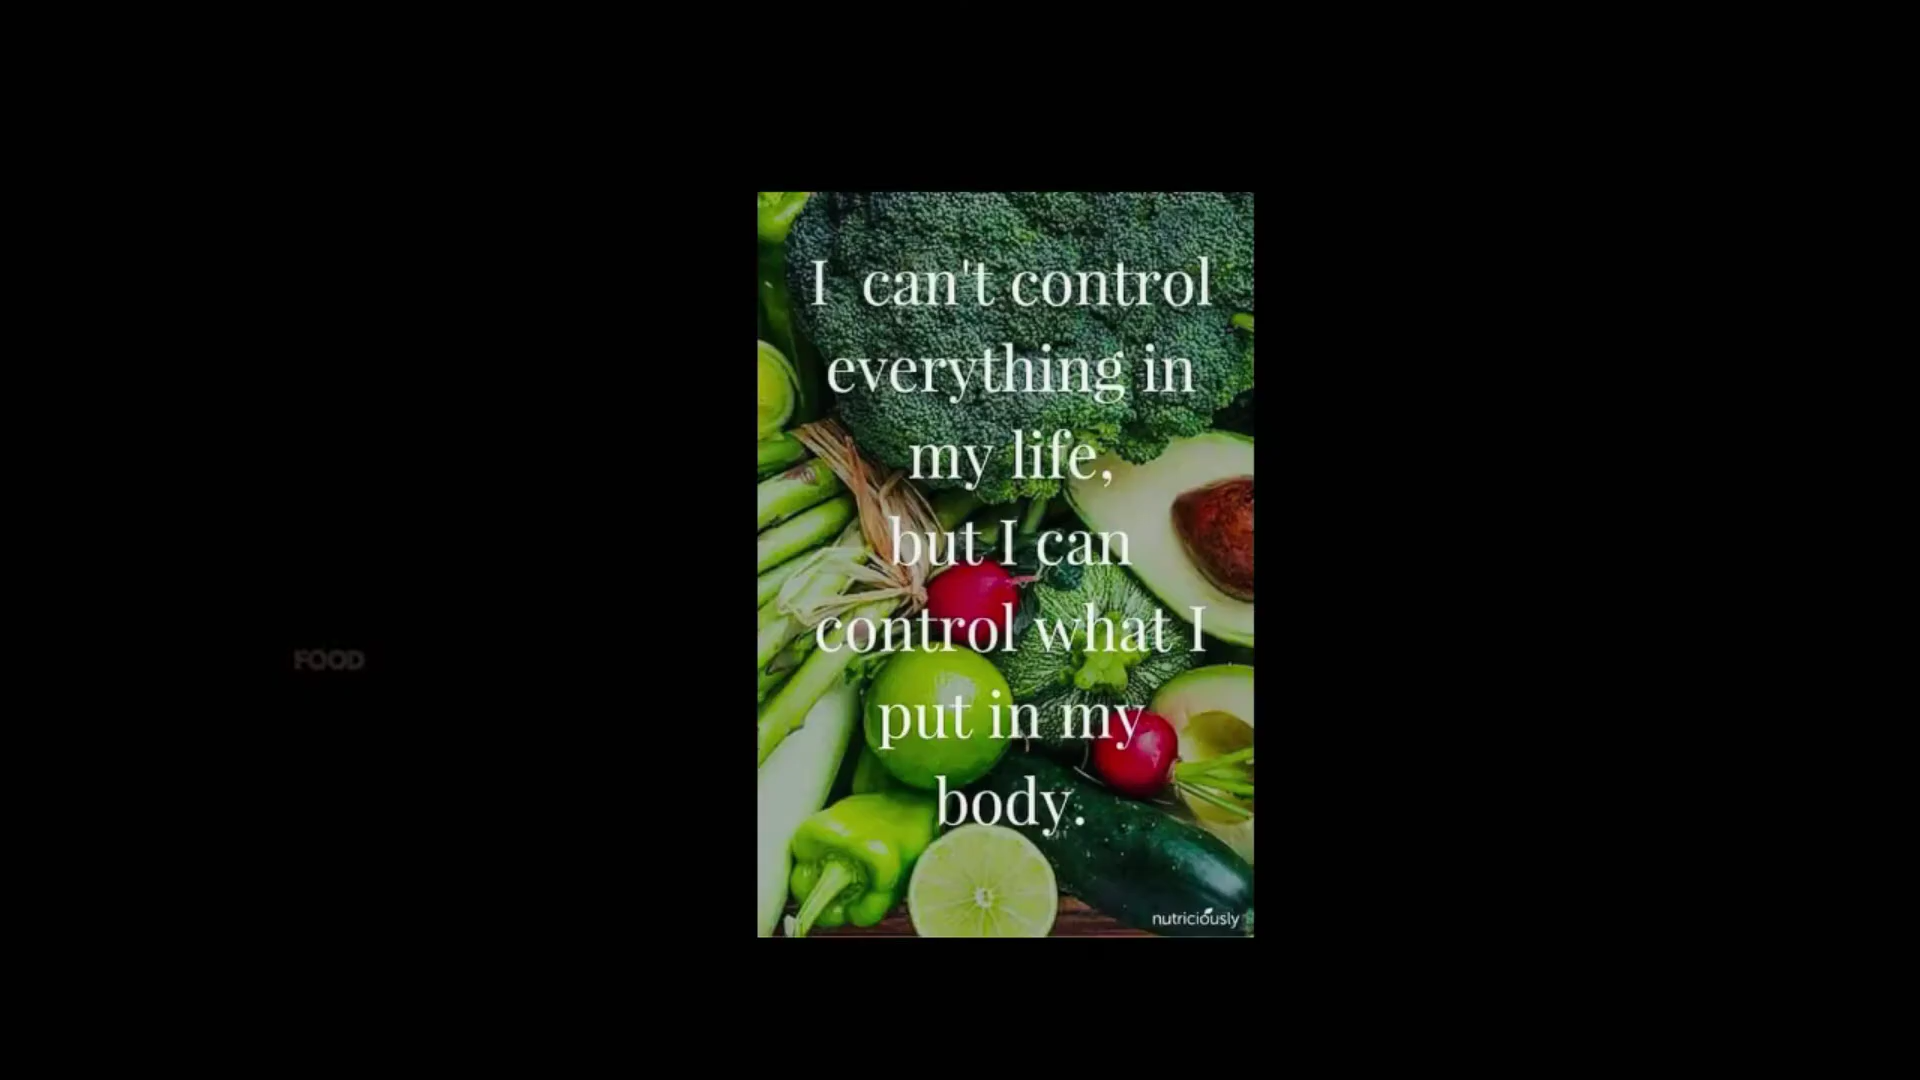 I can't control
everything in
my life,
but I can
control what I
put in my
body.
FOOD
nutriciously